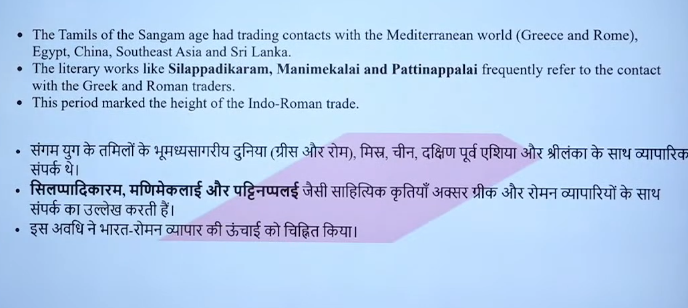 • The Tamils of the Sangam age had trading contacts with the Mediterranean world (Greece and Rome),
Egypt, China, Southeast Asia and Sri Lanka.
• The literary works like Silappadikaram, Manimekalai and Pattinappalai frequently refer to the contact
with the Greek and Roman traders.
• This period marked the height of the Indo-Roman trade.
• संगम युग के तमिलों के भूमध्यसागरीय दुनिया (ग्रीस और रोम), मिस्र, चीन, दक्षिण पूर्व एशिया और श्रीलंका के साथ व्यापारिक
संपर्क थे।
• सिलप्पादिकारम, मणिमेकलाई और पट्टिनप्पलई जैसी साहित्यिक कृतियाँ अक्सर ग्रीक और रोमन व्यापारियों के साथ
संपर्क का उल्लेख करती हैं।
• इस अवधि ने भारत-रोमन व्यापार की ऊंचाई को चिह्नित किया।